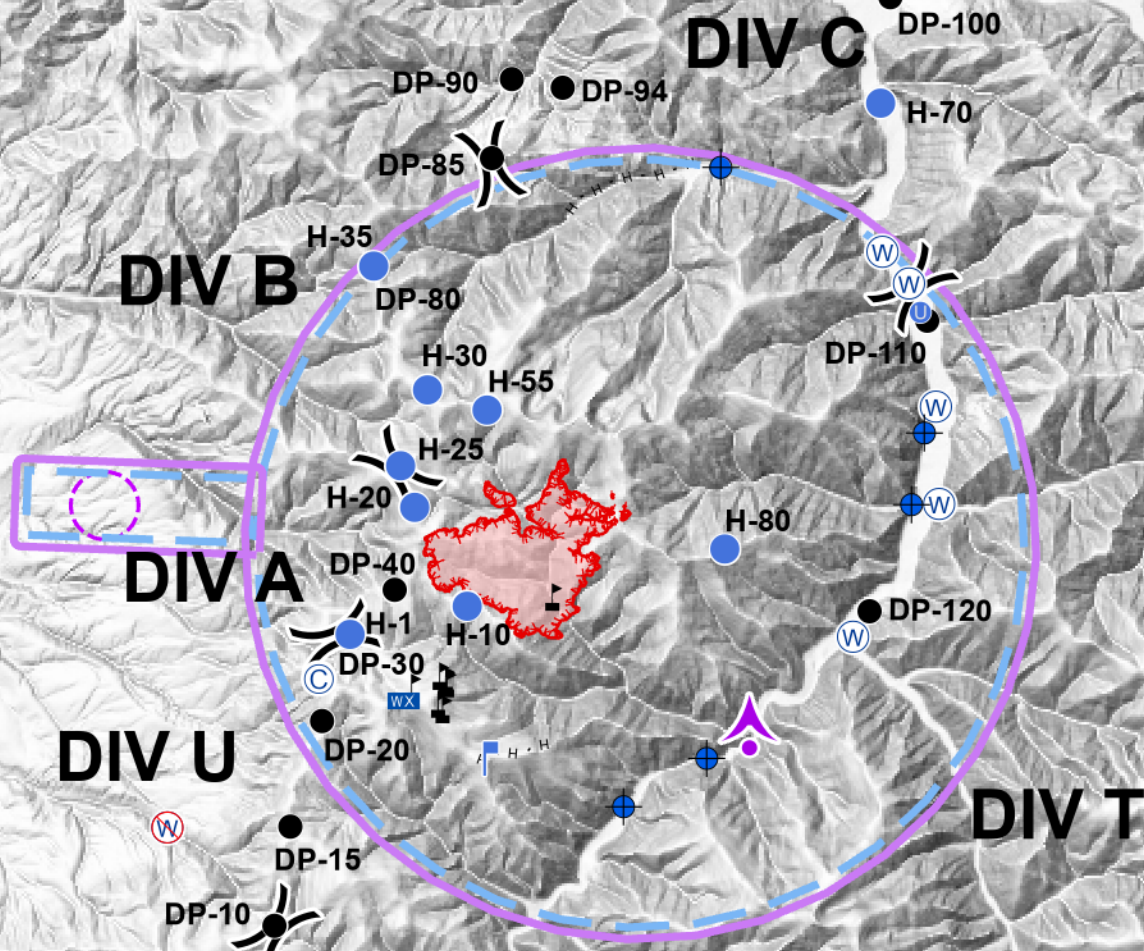 DP-100
DIV C
DP-90
DP-94
H-70
DP-85
H - H - H -
H-35
W
DIV B
W
DP-80
U
DP-110
H-30
H-55
W
H-25
H-20
W
H-80
DIV A
DP-40
DP-120
H-1
H-10
W
DP-30
C
WX
DIV U
DP-20
H - H
DIV T
W
DP-15
DP-10